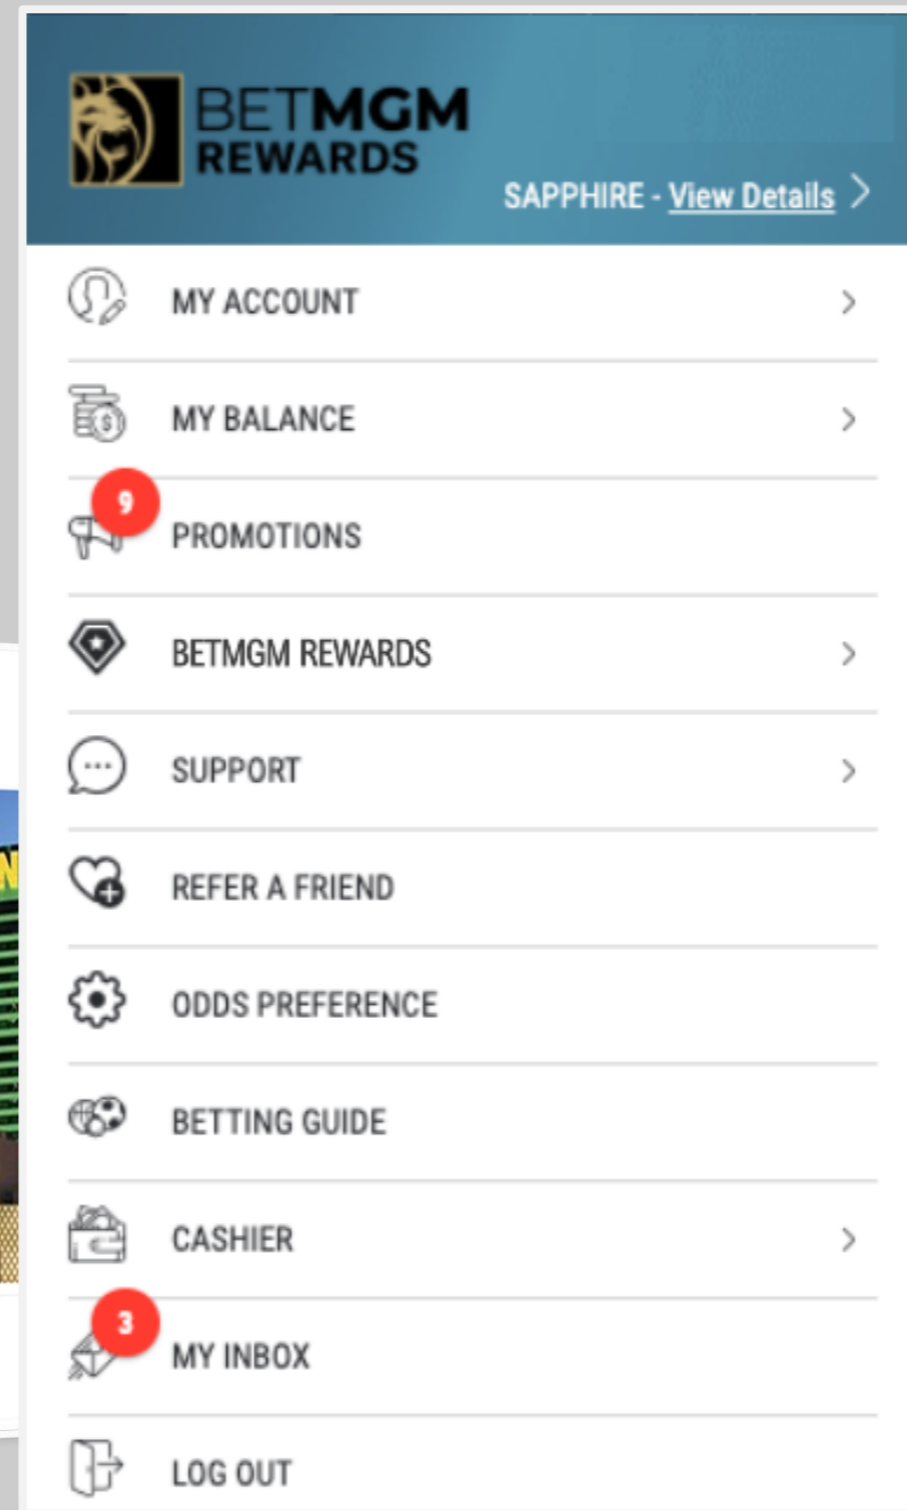 BETMGM
REWARDS
SAPPHIRE - View Details
MY ACCOUNT
MY BALANCE
9
PROMOTIONS
BETMGM REWARDS
SUPPORT
REFER A FRIEND
ODDS PREFERENCE
BETTING GUIDE
CASHIER
3
MY INBOX
LOG OUT